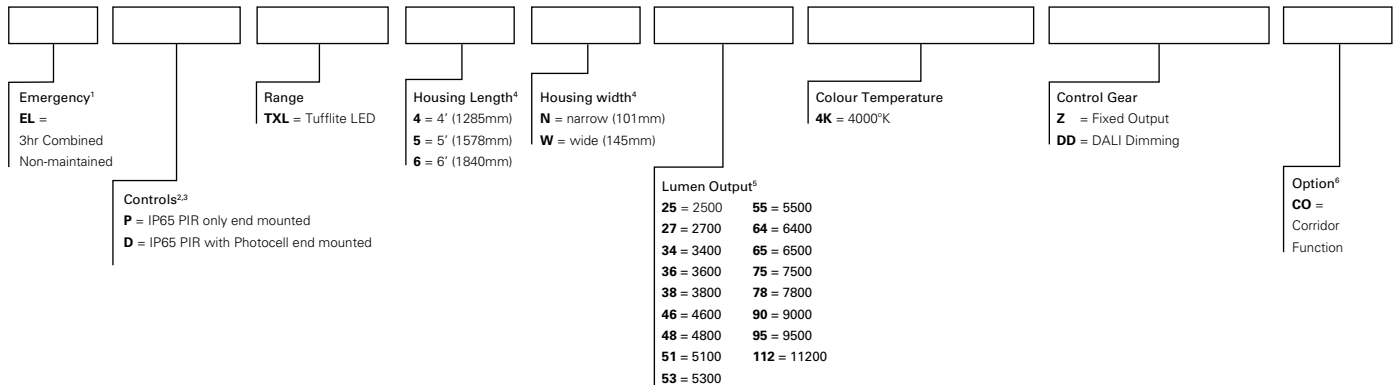 Emergency¹
EL =
3hr Combined
Non-maintained
Controls²,³
P = IP65 PIR only end mounted
D = IP65 PIR with Photocell end mounted
Range
TXL = Tufflite LED
Housing Length⁴
4 = 4' (1285mm)
5 = 5' (1578mm)
6 = 6' (1840mm)
Housing width⁴
N = narrow (101mm)
W = wide (145mm)
Lumen Output⁵
25 = 2500 55 = 5500
27 = 2700 64 = 6400
34 = 3400 65 = 6500
36 = 3600 75 = 7500
38 = 3800 78 = 7800
46 = 4600 90 = 9000
48 = 4800 95 = 9500
51 = 5100 112 = 11200
53 = 5300
Colour Temperature
4K = 4000°K
Control Gear
Z = Fixed Output
DD = DALI Dimming
Option⁶
CO =
Corridor
Function